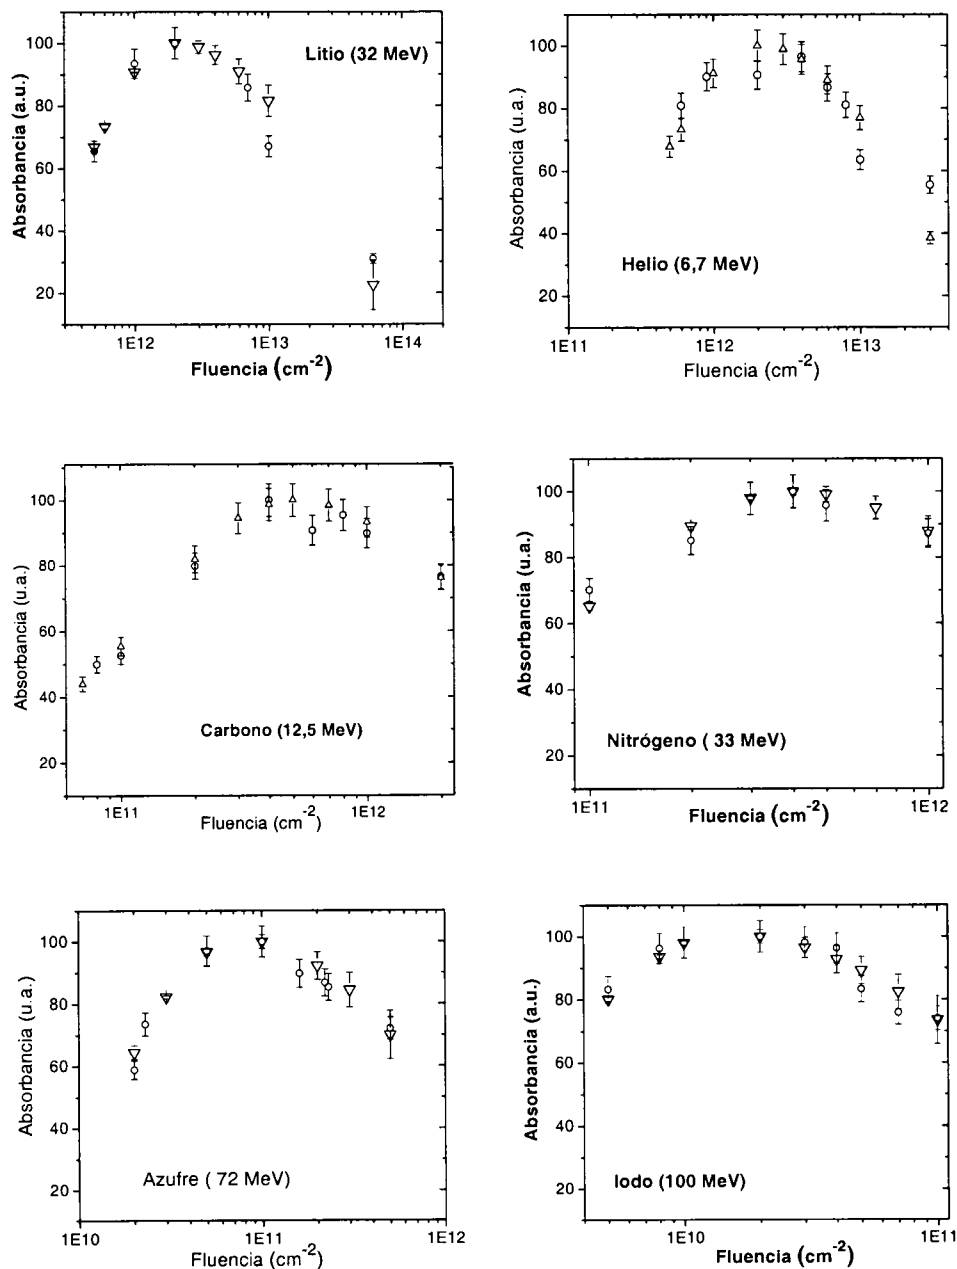 Litio (32 MeV)
Absorbancia (a.u.)
100
80
60
40
20
1E12
1E13
1E14
Fluencia (cm-2)
Helio (6,7 MeV)
Absorbancia (u.a.)
100
80
60
40
20
1E11
1E12
1E13
Fluencia (cm-2)
Carbono (12,5 MeV)
Absorbancia (u.a.)
100
80
60
40
20
1E11
1E12
Fluencia (cm-2)
Nitrógeno ( 33 MeV)
Absorbancia (u.a.)
100
80
60
40
20
1E11
1E12
Fluencia (cm-2)
Azufre ( 72 MeV)
Absorbancia (u.a.)
100
80
60
40
20
1E10
1E11
1E12
Fluencia (cm-2)
Iodo (100 MeV)
Absorbancia (a.u.)
100
80
60
40
20
1E10
1E11
Fluencia (cm-2)